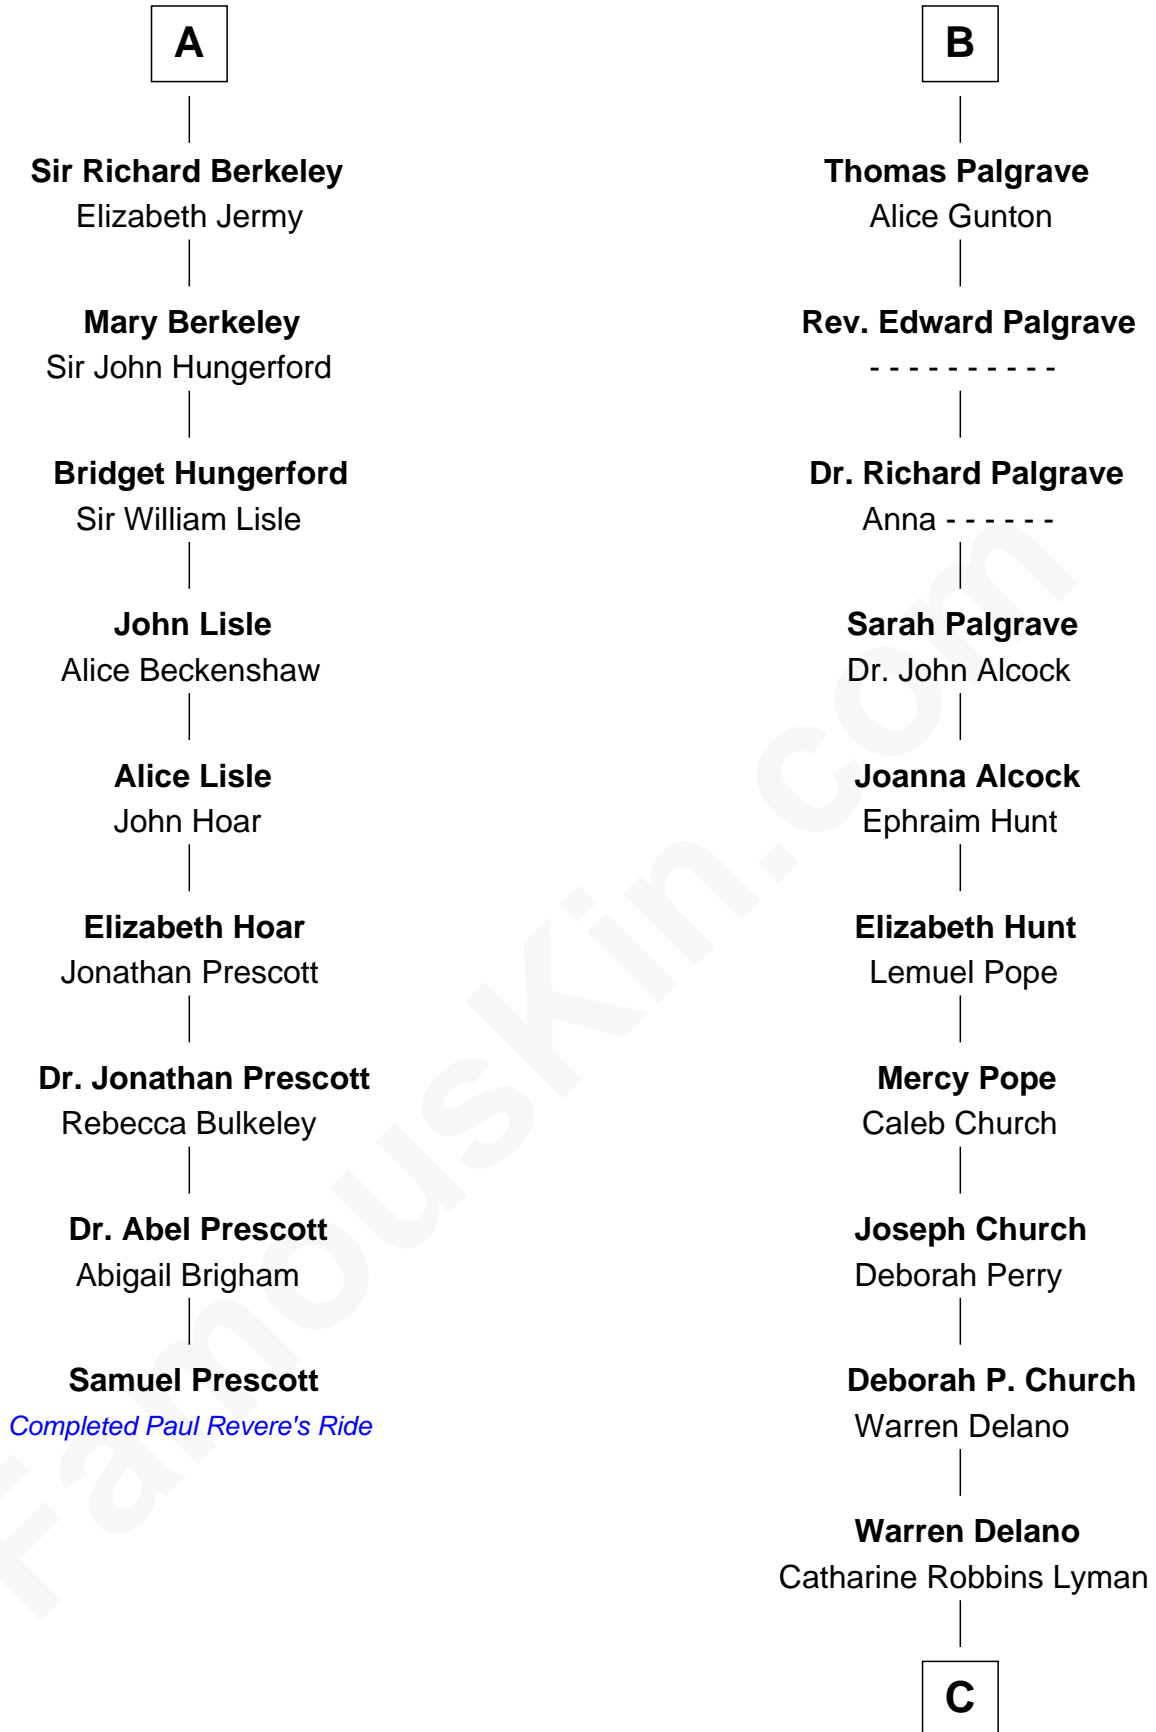 A
Sir Richard Berkeley
Elizabeth Jermy
Mary Berkeley
Sir John Hungerford
Bridget Hungerford
Sir William Lisle
John Lisle
Alice Beckenshaw
Alice Lisle
John Hoar
Elizabeth Hoar
Jonathan Prescott
Dr. Jonathan Prescott
Rebecca Bulkeley
Dr. Abel Prescott
Abigail Brigham
Samuel Prescott
Completed Paul Revere's Ride
B
Thomas Palgrave
Alice Gunton
Rev. Edward Palgrave
- - - - - - - - - -
Dr. Richard Palgrave
Anna - - - - - -
Sarah Palgrave
Dr. John Alcock
Joanna Alcock
Ephraim Hunt
Elizabeth Hunt
Lemuel Pope
Mercy Pope
Caleb Church
Joseph Church
Deborah Perry
Deborah P. Church
Warren Delano
Warren Delano
Catharine Robbins Lyman
C
FamousKin.com